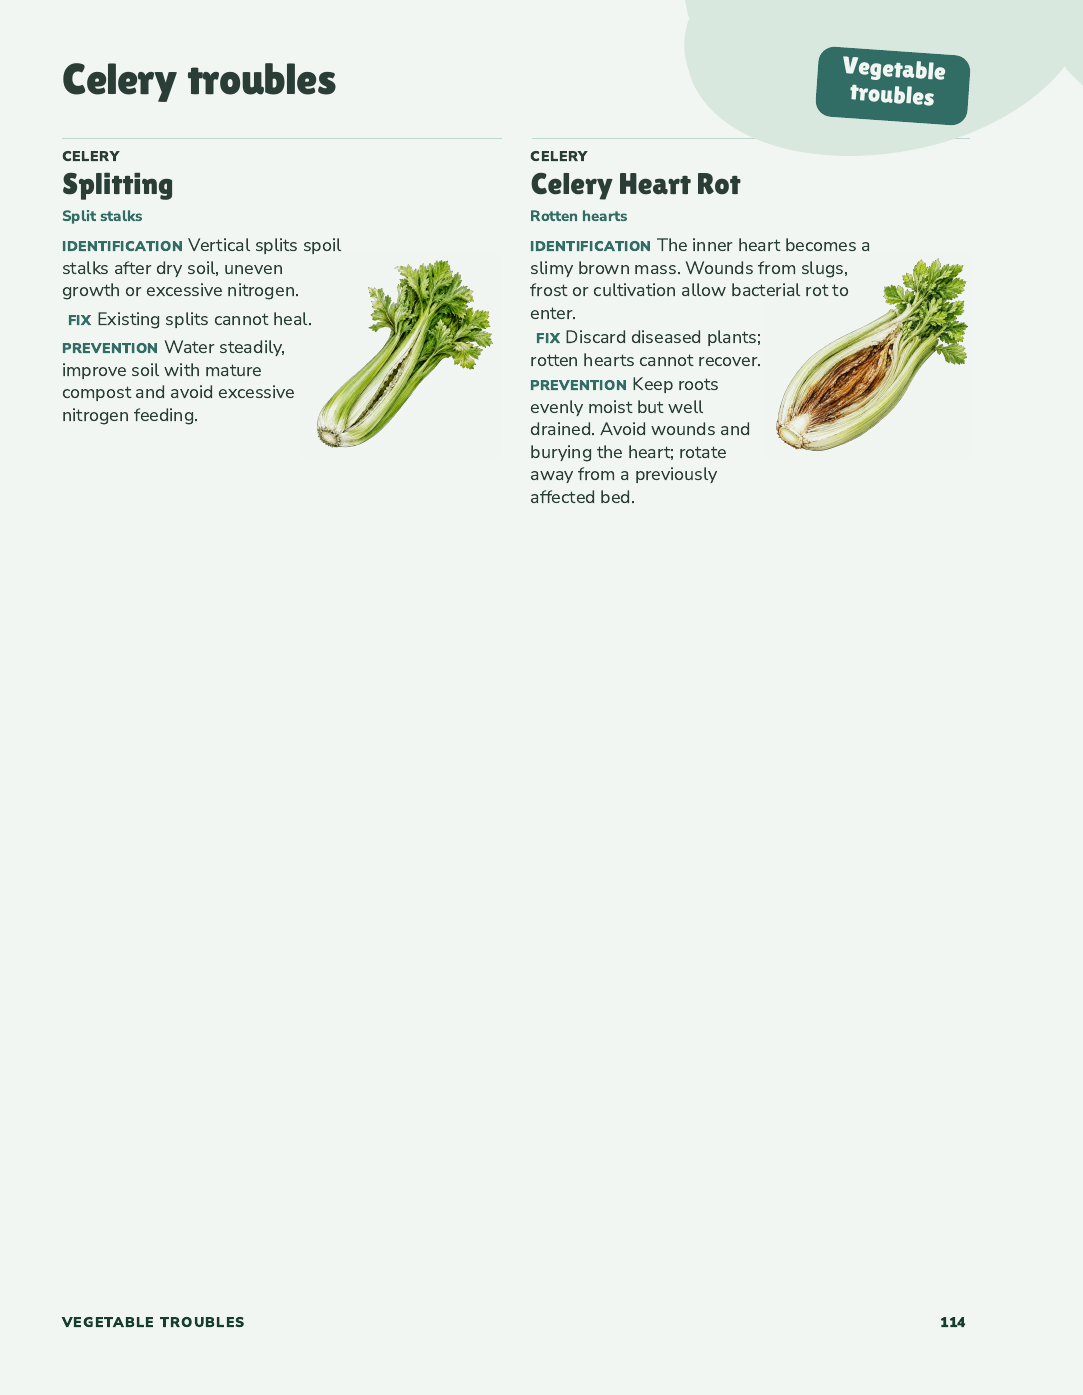 Celery troubles
Vegetable
troubles
CELERY
Splitting
Split stalks
IDENTIFICATION Vertical splits spoil
stalks after dry soil, uneven
growth or excessive nitrogen.
FIX Existing splits cannot heal.
PREVENTION Water steadily,
improve soil with mature
compost and avoid excessive
nitrogen feeding.
CELERY
Celery Heart Rot
Rotten hearts
IDENTIFICATION The inner heart becomes a
slimy brown mass. Wounds from slugs,
frost or cultivation allow bacterial rot to
enter.
FIX Discard diseased plants;
rotten hearts cannot recover.
PREVENTION Keep roots
evenly moist but well
drained. Avoid wounds and
burying the heart; rotate
away from a previously
affected bed.
VEGETABLE TROUBLES
114